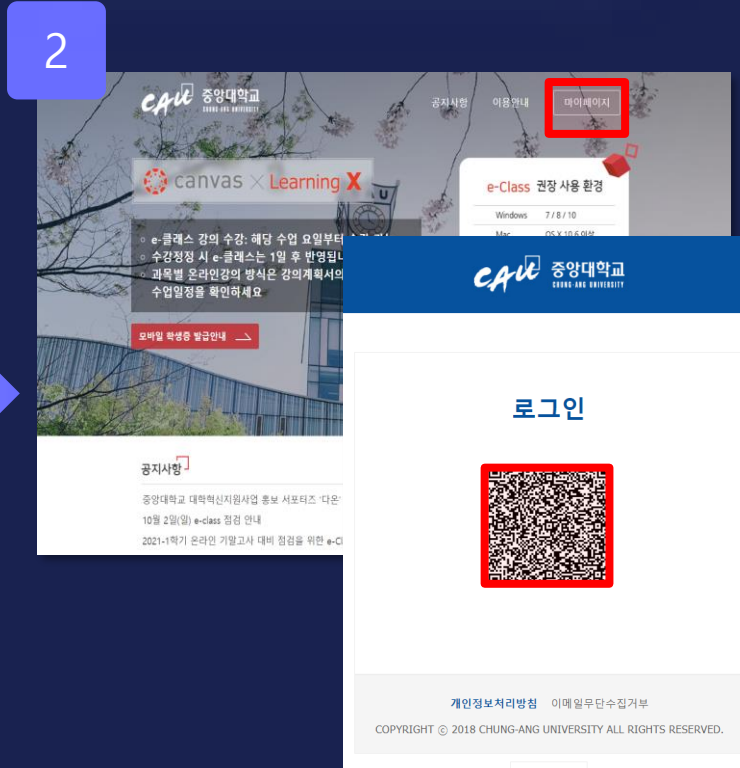 2
CAU 중앙대학교
CHUNG-ANG UNIVERSITY
공지사항 이용안내 마이페이지
canvas × Learning X
e-Class 권장 사용 환경
Windows 7 / 8 / 10
Mac OS X 10.6 이상
U
e-클래스 강의 수강: 해당 수업 요일부터
수강정정 시 e-클래스는 1일 후 반영됩니
과목별 온라인강의 방식은 강의계획서의
수업일정을 확인하세요
모바일 학생증 발급안내
공지사항
중앙대학교 대학혁신지원사업 홍보 서포터즈 '다온'
10월 2일(일) e-class 점검 안내
2021-1학기 온라인 기말고사 대비 점검을 위한 e-Cl
CAU 중앙대학교
CHUNG-ANG UNIVERSITY
로그인
개인정보처리방침 이메일무단수집거부
COPYRIGHT ⓒ 2018 CHUNG-ANG UNIVERSITY ALL RIGHTS RESERVED.